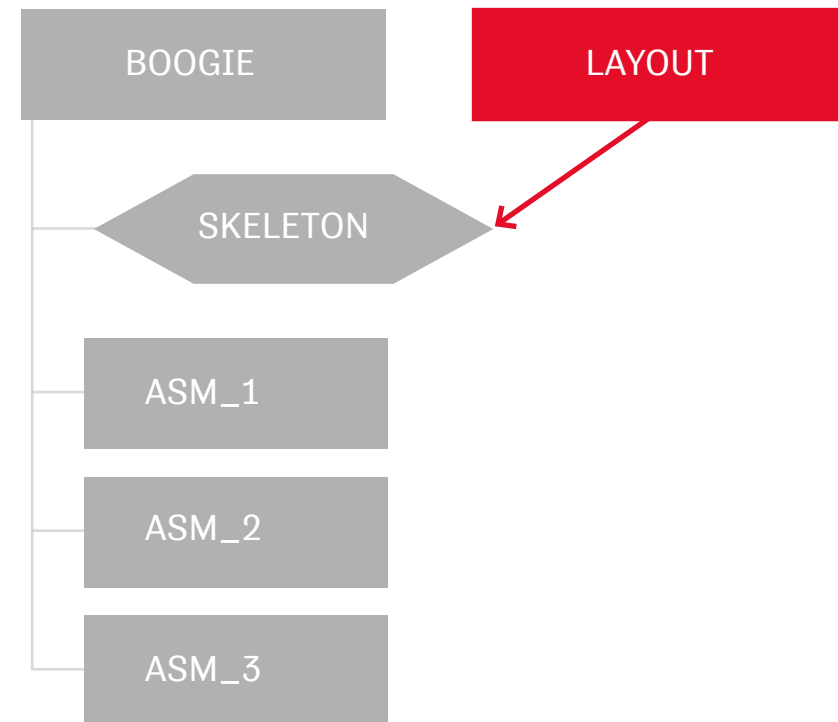 BOOGIE
LAYOUT
SKELETON
ASM_1
ASM_2
ASM_3